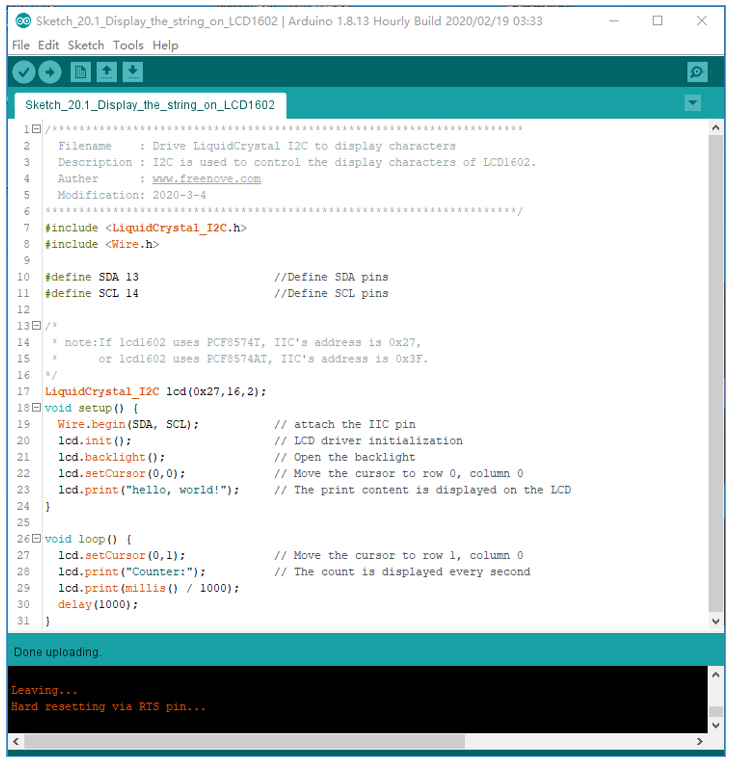 Sketch_20.1_Display_the_string_on_LCD1602 | Arduino 1.8.13 Hourly Build 2020/02/19 03:33
File Edit Sketch Tools Help
Sketch_20.1_Display_the_string_on_LCD1602
1 /**********************************************************************
2   Filename    : Drive LiquidCrystal I2C to display characters
3   Description : I2C is used to control the display characters of LCD1602.
4   Auther      : www.freenove.com
5   Modification: 2020-3-4
6 **********************************************************************/
7 #include <LiquidCrystal_I2C.h>
8 #include <Wire.h>
9
10 #define SDA 13                    //Define SDA pins
11 #define SCL 14                    //Define SCL pins
12
13 /*
14  * note:If lcd1602 uses PCF8574T, IIC's address is 0x27,
15  *      or lcd1602 uses PCF8574AT, IIC's address is 0x3F.
16 */
17 LiquidCrystal_I2C lcd(0x27,16,2);
18 void setup() {
19   Wire.begin(SDA, SCL);           // attach the IIC pin
20   lcd.init();                     // LCD driver initialization
21   lcd.backlight();                // Open the backlight
22   lcd.setCursor(0,0);             // Move the cursor to row 0, column 0
23   lcd.print("hello, world!");     // The print content is displayed on the LCD
24 }
25
26 void loop() {
27   lcd.setCursor(0,1);             // Move the cursor to row 1, column 0
28   lcd.print("Counter:");          // The count is displayed every second
29   lcd.print(millis() / 1000);
30   delay(1000);
31 }
Done uploading.
Leaving...
Hard resetting via RTS pin...